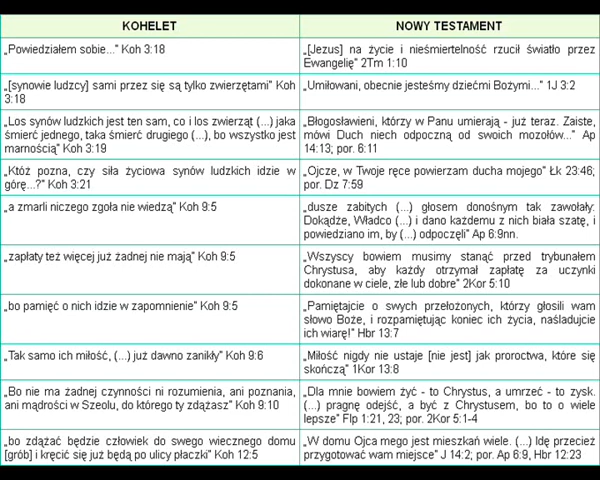 KOHELET
NOWY TESTAMENT
„Powiedziałem sobie...” Koh 3:18
„[Jezus] na życie i nieśmiertelność rzucił światło przez
Ewangelię” 2Tm 1:10
„[synowie ludzcy] sami przez się są tylko zwierzętami” Koh
3:18
„Umiłowani, obecnie jesteśmy dziećmi Bożymi...” 1J 3:2
„Los synów ludzkich jest ten sam, co i los zwierząt (...) jaka
śmierć jednego, taka śmierć drugiego (...), bo wszystko jest
marnością” Koh 3:19
„Błogosławieni, którzy w Panu umierają - już teraz. Zaiste,
mówi Duch niech odpoczną od swoich mozołów...” Ap
14:13; por. 6:11
„Któż pozna, czy siła życiowa synów ludzkich idzie w
górę...?” Koh 3:21
„Ojcze, w Twoje ręce powierzam ducha mojego” Łk 23:46;
por. Dz 7:59
„a zmarli niczego zgoła nie wiedzą” Koh 9:5
„dusze zabitych (...) głosem donośnym tak zawołały:
Dokądże, Władco (...) i dano każdemu z nich biała szatę, i
powiedziano im, by (...) odpoczęli” Ap 6:9nn.
„zapłaty też więcej już żadnej nie mają” Koh 9:5
„Wszyscy bowiem musimy stanąć przed trybunałem
Chrystusa, aby każdy otrzymał zapłatę za uczynki
dokonane w ciele, złe lub dobre” 2Kor 5:10
„bo pamięć o nich idzie w zapomnienie” Koh 9:5
„Pamiętajcie o swych przełożonych, którzy głosili wam
słowo Boże, i rozpamiętując koniec ich życia, naśladujcie
ich wiarę!” Hbr 13:7
„Tak samo ich miłość, (...) już dawno zanikły” Koh 9:6
„Miłość nigdy nie ustaje [nie jest] jak proroctwa, które się
skończą” 1Kor 13:8
„Bo nie ma żadnej czynności ni rozumienia, ani poznania,
ani mądrości w Szeolu, do którego ty zdążasz” Koh 9:10
„Dla mnie bowiem żyć - to Chrystus, a umrzeć - to zysk.
(...) pragnę odejść, a być z Chrystusem, bo to o wiele
lepsze” Flp 1:21, 23; por. 2Kor 5:1-4
„bo zdążać będzie człowiek do swego wiecznego domu
[grób] i kręcić się już będą po ulicy płaczki” Koh 12:5
„W domu Ojca mego jest mieszkań wiele. (...) Idę przecież
przygotować wam miejsce” J 14:2; por. Ap 6:9, Hbr 12:23